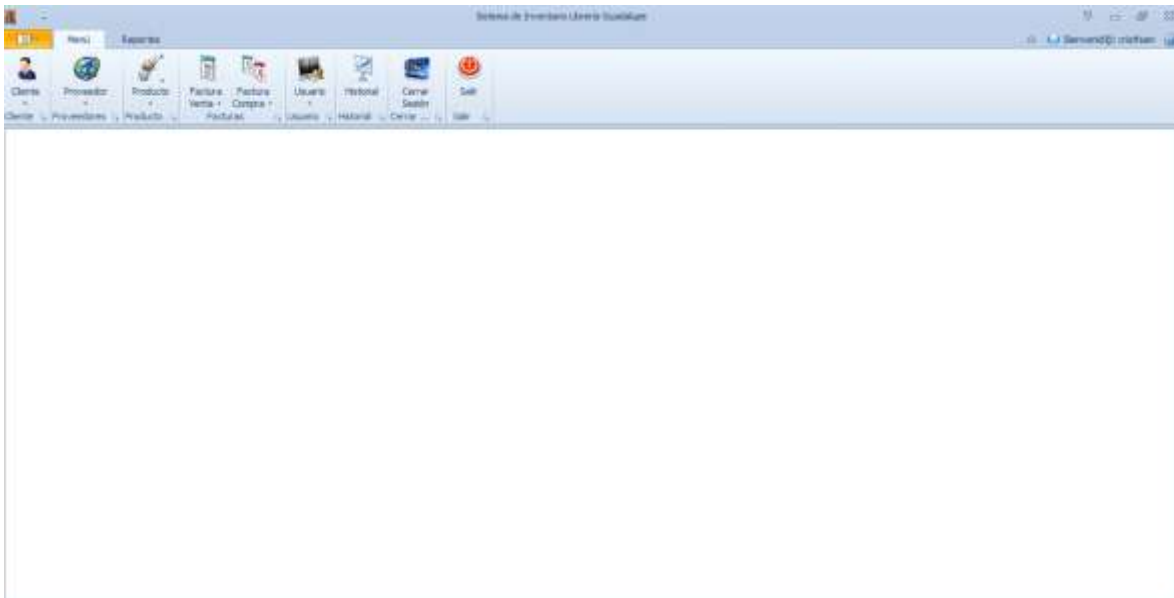 Sistema de Inventario Librería Guadalupe
Menú Reportes
Bienvenid@: cristhian
Cliente Proveedor Producto Factura Venta Factura Compra Usuario Historial Cerrar Sesión Salir
Cliente Proveedores Producto Facturas Usuario Historial Cerrar ... Salir